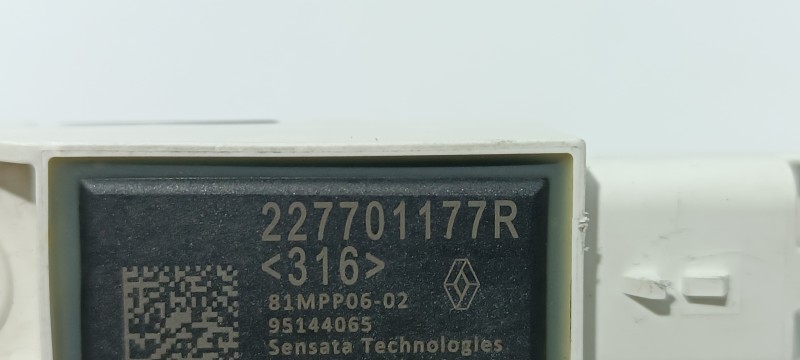 227701177R
<316>
81MPP06-02
95144065
Sensata Technologies